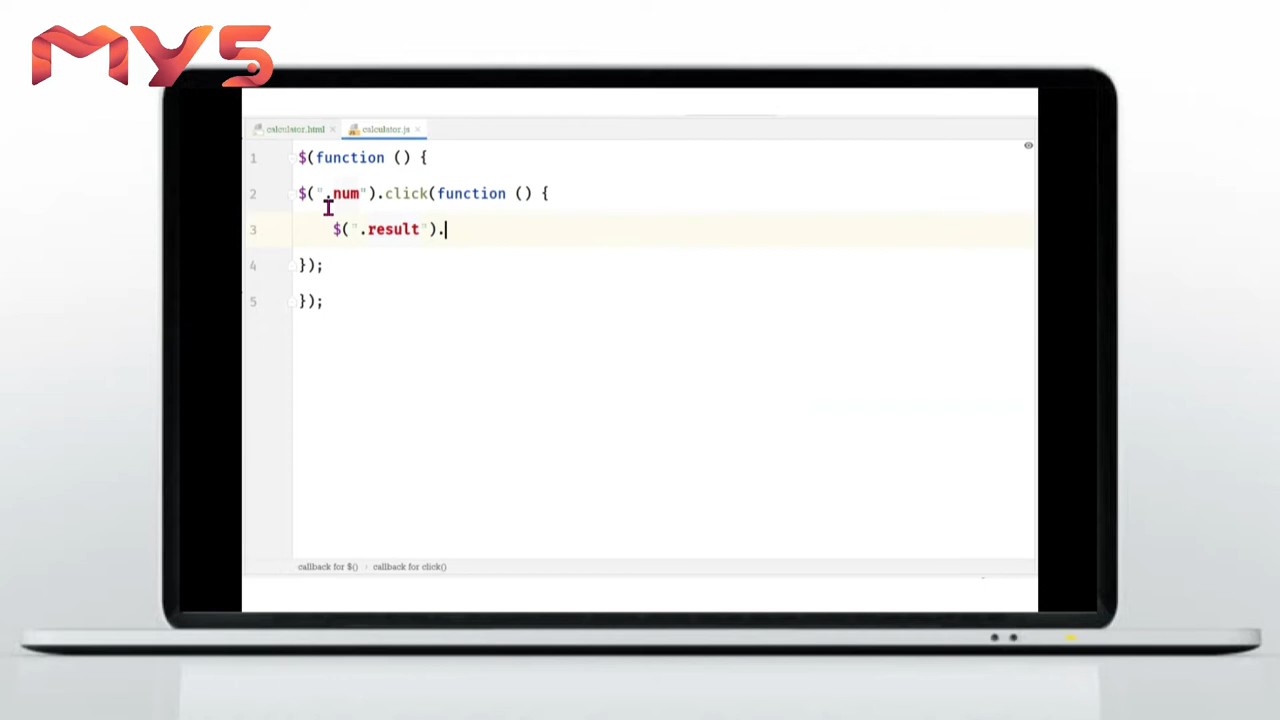 MY5
calculator.html calculator.js
1 $(function () {
2 $(".num").click(function () {
3 $(".result").
4 });
5 });
callback for $() › callback for click()